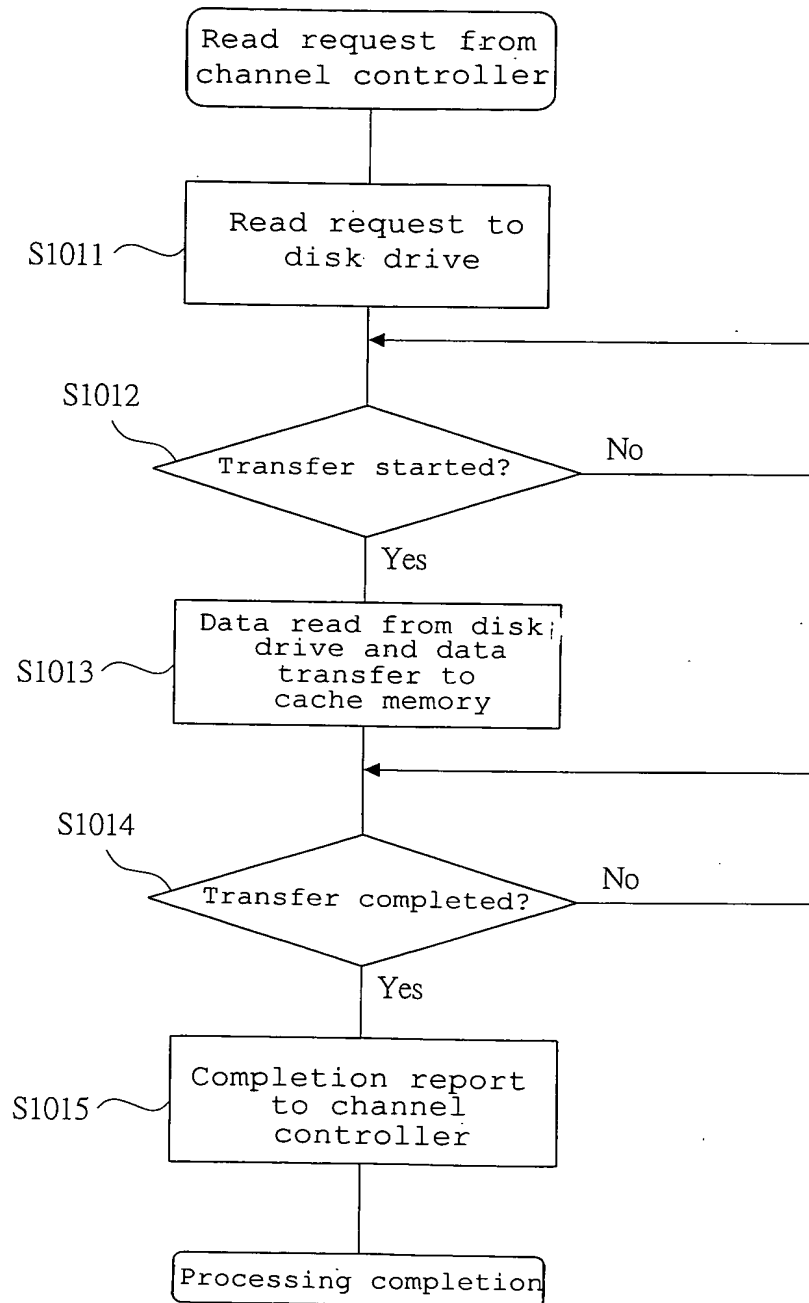 Read request from
channel controller
Read request to
disk drive
S1011
S1012
Transfer started?
No
Yes
Data read from disk
drive and data
transfer to
cache memory
S1013
S1014
Transfer completed?
No
Yes
Completion report
to channel
controller
S1015
Processing completion